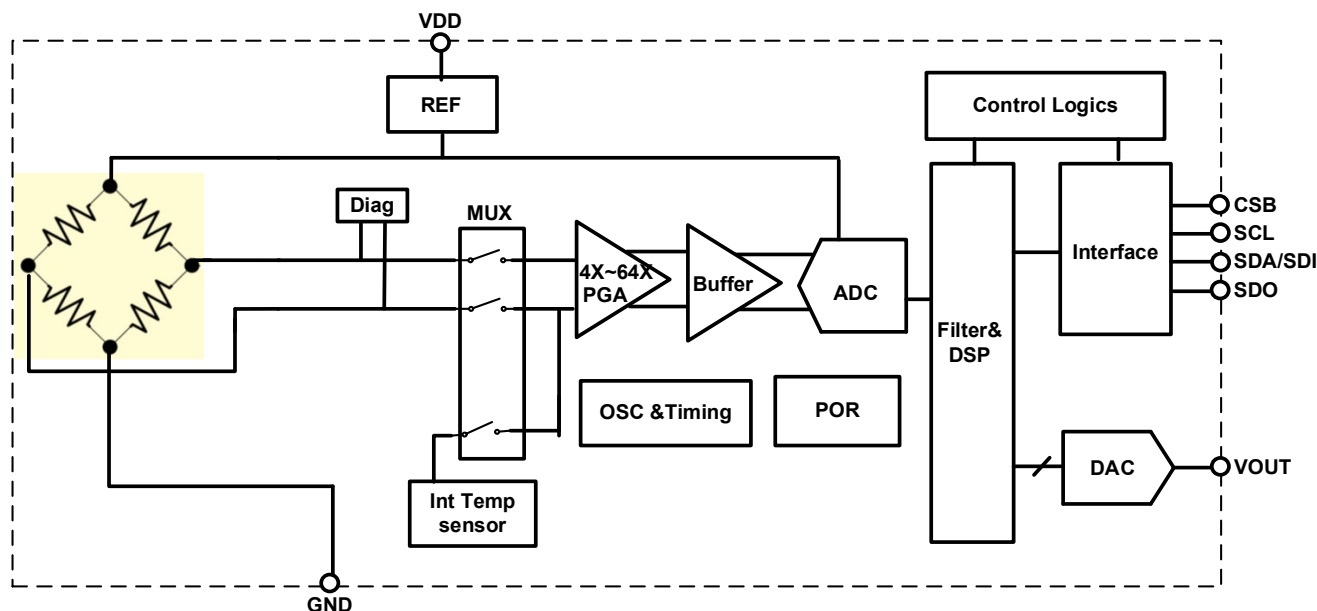 VDD
REF
Control Logics
Diag
MUX
CSB
SCL
SDA/SDI
SDO
Interface
4X~64X
PGA
Buffer
ADC
Filter&
DSP
OSC &Timing
POR
DAC
VOUT
Int Temp
sensor
GND